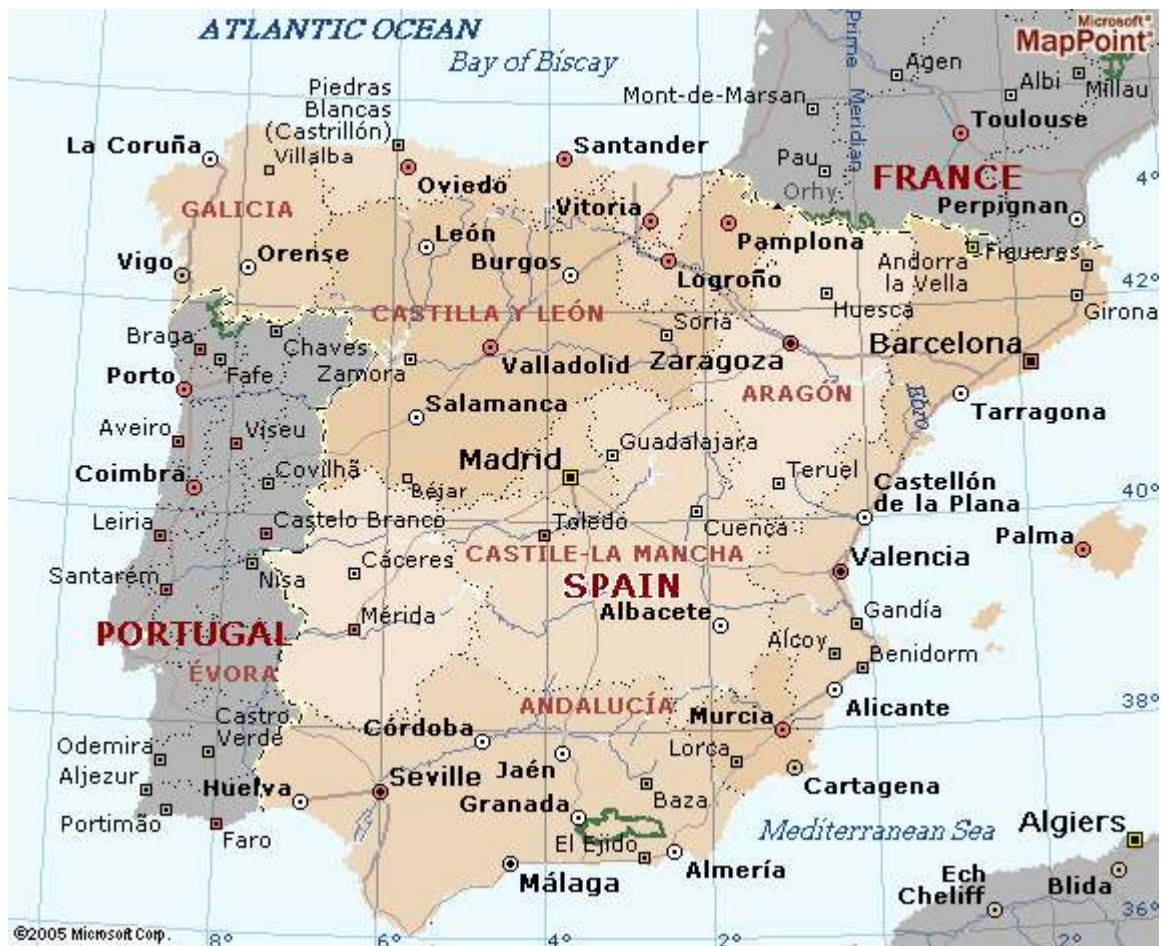 ATLANTIC OCEAN
Bay of Biscay
Microsoft®
MapPoint®
Prime Meridian
Agen
Albi
Millau
Mont-de-Marsan
Toulouse
Piedras
Blancas
(Castrillón)
La Coruña
Villalba
Santander
Pau
Orhy
FRANCE
4°
Oviedo
GALICIA
Vitoria
Perpignan
León
Pamplona
Orense
Burgos
Vigo
Logroño
Andorra
la Vella
Figueres
42°
CASTILLA Y LEÓN
Huesca
Girona
Braga
Chaves
Soria
Fafe
Zamora
Valladolid
Zaragoza
Barcelona
Porto
ARAGÓN
Salamanca
Ebro
Tarragona
Aveiro
Viseu
Guadalajara
Madrid
Coimbra
Covilhã
Béjar
Teruel
Castellón
de la Plana
40°
Leiria
Castelo Branco
Toledo
Cuenca
Palma
CASTILE-LA MANCHA
Valencia
Santarém
Nisa
Cáceres
SPAIN
Mérida
Albacete
Gandía
PORTUGAL
Alcoy
Benidorm
ÉVORA
38°
ANDALUCÍA
Alicante
Castro
Verde
Córdoba
Murcia
Odemira
Jaén
Lorca
Aljezur
Huelva
Seville
Cartagena
Granada
Baza
Portimão
Faro
El Ejido
Mediterranean Sea
Algiers
Málaga
Almería
Ech
Cheliff
Blida
36°
©2005 Microsoft Corp.
8°
6°
4°
2°
0°
2°